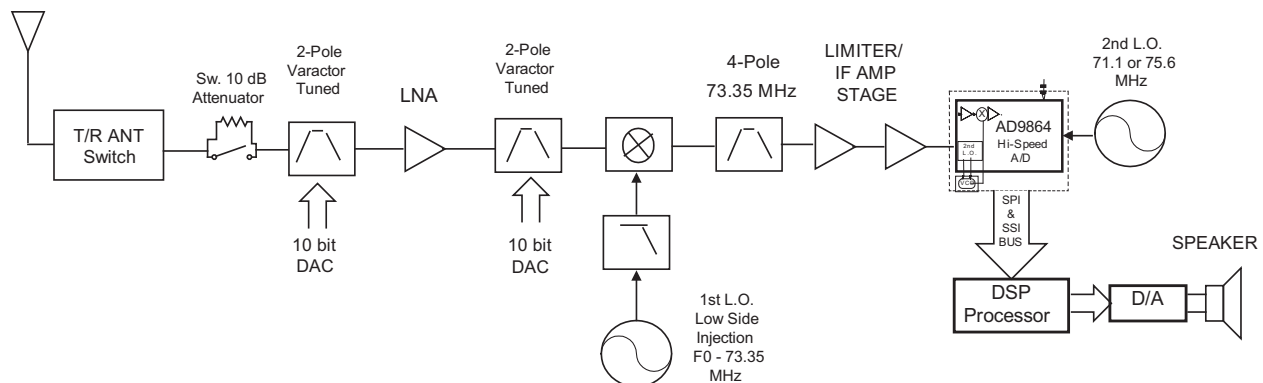 2-Pole
Varactor
Tuned
2-Pole
Varactor
Tuned
LIMITER/
IF AMP
STAGE
2nd L.O.
71.1 or 75.6
MHz
4-Pole
73.35 MHz
Sw. 10 dB
Attenuator
LNA
T/R ANT
Switch
AD9864
Hi-Speed
A/D
X
2nd
L.O.
VCO
10 bit
DAC
10 bit
DAC
SPI
&
SSI
BUS
SPEAKER
DSP
Processor
D/A
1st L.O.
Low Side
Injection
F0 - 73.35
MHz